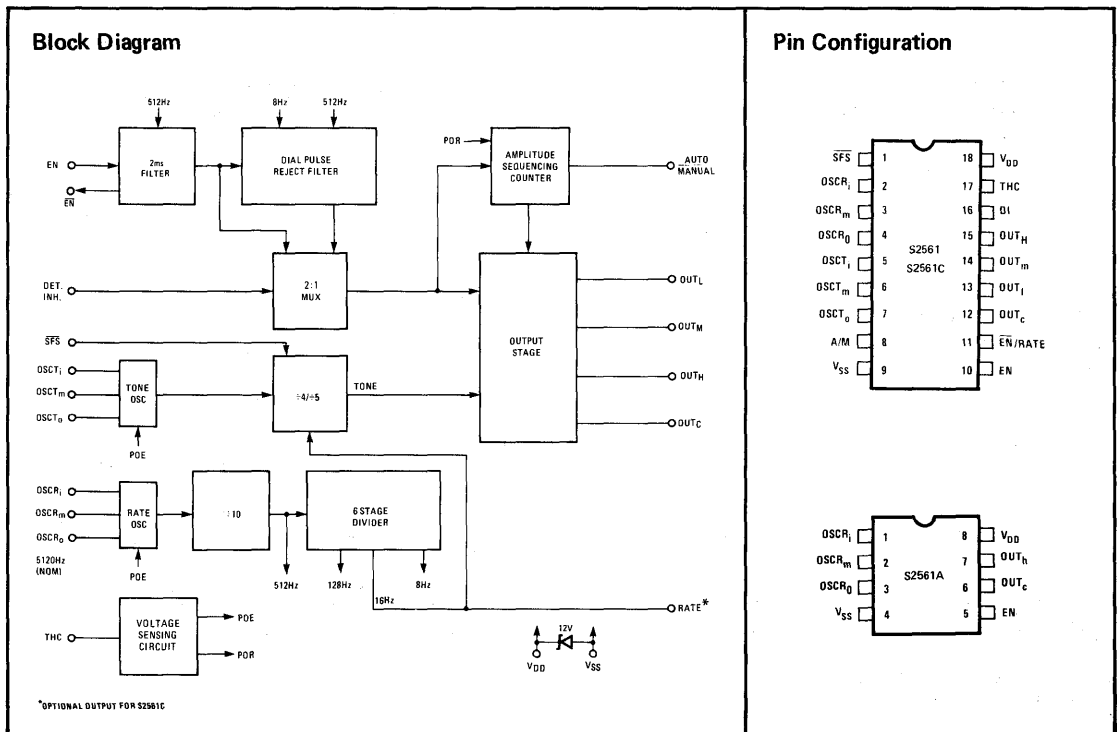 Block Diagram
512Hz
8Hz
512Hz
EN
2ms
FILTER
EN
DIAL PULSE
REJECT FILTER
POR
AMPLITUDE
SEQUENCING
COUNTER
AUTO
MANUAL
DET.
INH.
2:1
MUX
OUTPUT
STAGE
OUTL
OUTM
OUTH
OUTC
SFS
OSCTi
OSCTm
OSCTo
TONE
OSC
POE
÷4/÷5
TONE
OSCRi
OSCRm
OSCRo
5120Hz
(NOM)
RATE
OSC
POE
÷10
512Hz
6 STAGE
DIVIDER
128Hz
16Hz
8Hz
RATE*
THC
VOLTAGE
SENSING
CIRCUIT
POE
POR
12V
VDD
VSS
*OPTIONAL OUTPUT FOR S2561C
Pin Configuration
SFS 1
OSCRi 2
OSCRm 3
OSCR0 4
OSCTi 5
OSCTm 6
OSCTo 7
A/M 8
VSS 9
S2561
S2561C
18 VDD
17 THC
16 DI
15 OUTH
14 OUTm
13 OUTl
12 OUTc
11 EN/RATE
10 EN
OSCRi 1
OSCRm 2
OSCR0 3
VSS 4
S2561A
8 VDD
7 OUTh
6 OUTc
5 EN